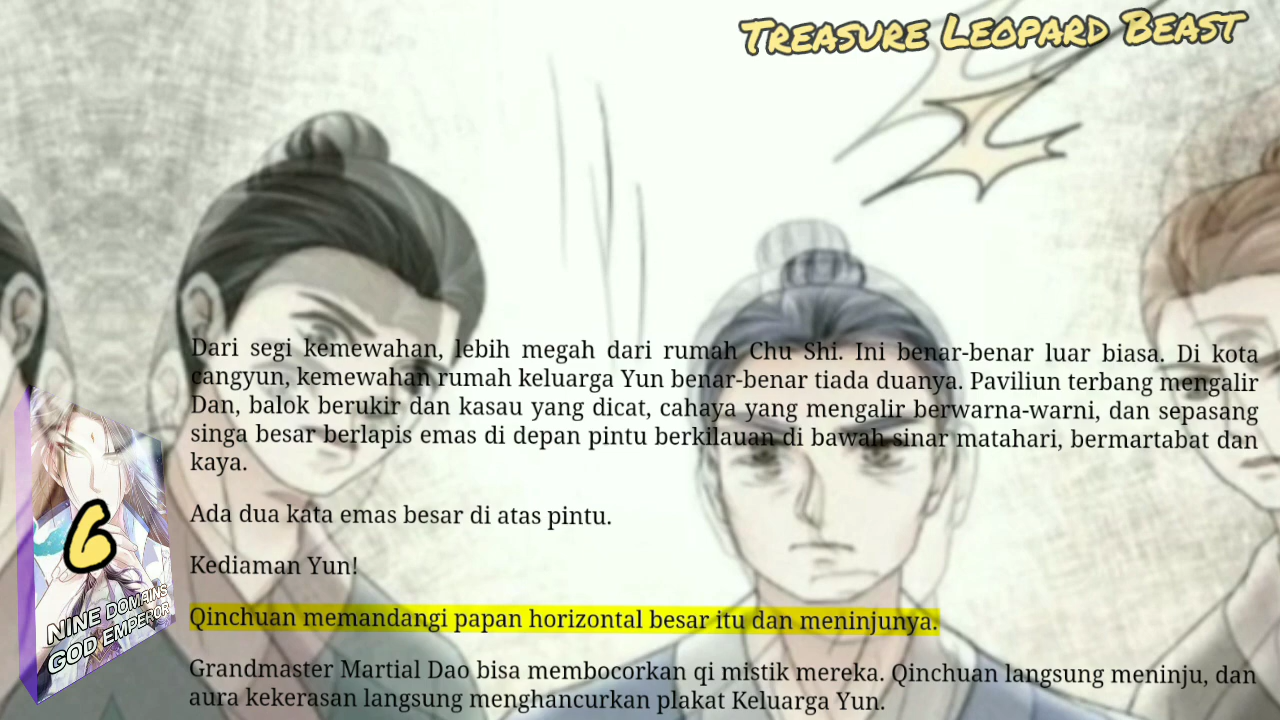 Treasure Leopard Beast
Dari segi kemewahan, lebih megah dari rumah Chu Shi. Ini benar-benar luar biasa. Di kota
cangyun, kemewahan rumah keluarga Yun benar-benar tiada duanya. Paviliun terbang mengalir
Dan, balok berukir dan kasau yang dicat, cahaya yang mengalir berwarna-warni, dan sepasang
singa besar berlapis emas di depan pintu berkilauan di bawah sinar matahari, bermartabat dan
kaya.
Ada dua kata emas besar di atas pintu.
Kediaman Yun!
Qinchuan memandangi papan horizontal besar itu dan meninjunya.
Grandmaster Martial Dao bisa membocorkan qi mistik mereka. Qinchuan langsung meninju, dan
aura kekerasan langsung menghancurkan plakat Keluarga Yun.
6
NINE DOMAINS
GOD EMPEROR